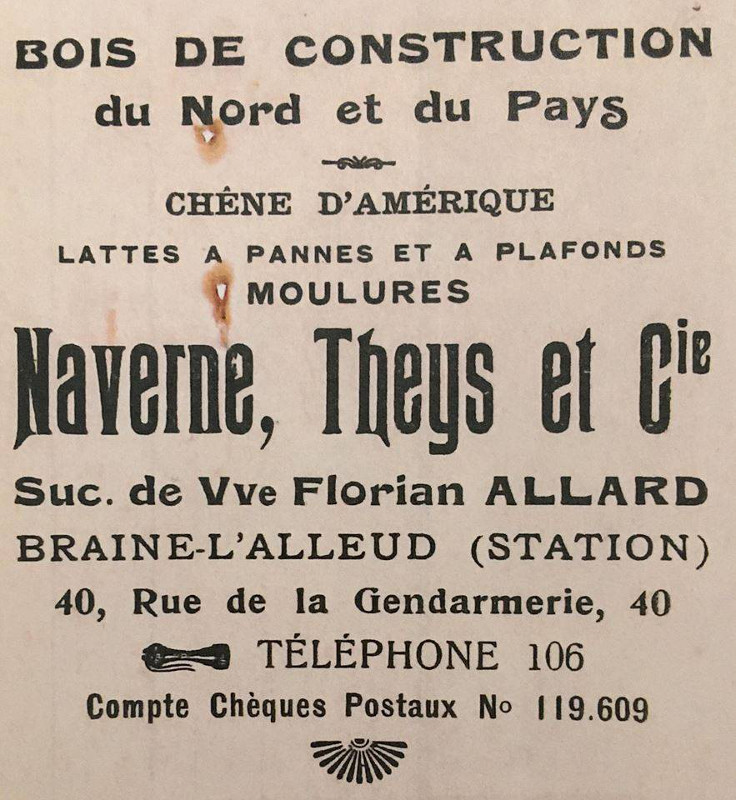 BOIS DE CONSTRUCTION
du Nord et du Pays
CHÊNE D'AMÉRIQUE
LATTES A PANNES ET A PLAFONDS
MOULURES
Naverne, Theys et Cie
Suc. de Vve Florian ALLARD
BRAINE-L'ALLEUD (STATION)
40, Rue de la Gendarmerie, 40
TÉLÉPHONE 106
Compte Chèques Postaux No 119.609